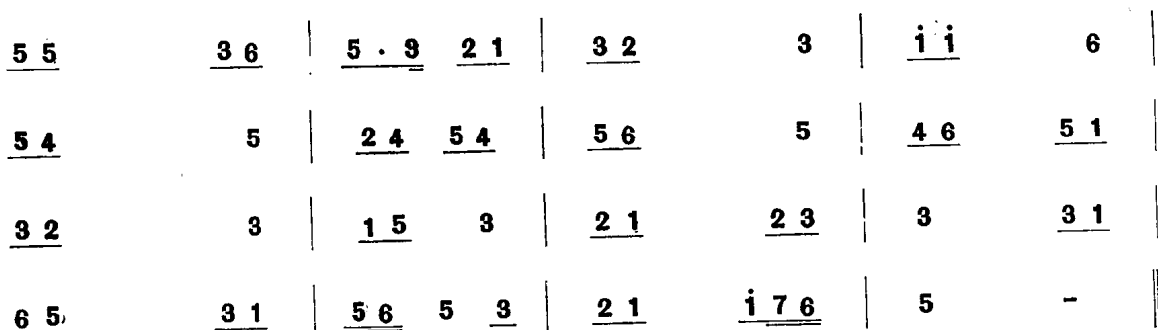 5 5 3 6 | 5 · 3 2 1 | 3 2 3 | i i 6 |
5 4 5 | 2 4 5 4 | 5 6 5 | 4 6 5 1 |
3 2 3 | 1 5 3 | 2 1 2 3 | 3 3 1 |
6 5 3 1 | 5 6 5 3 | 2 1 i 7 6 | 5 - ‖